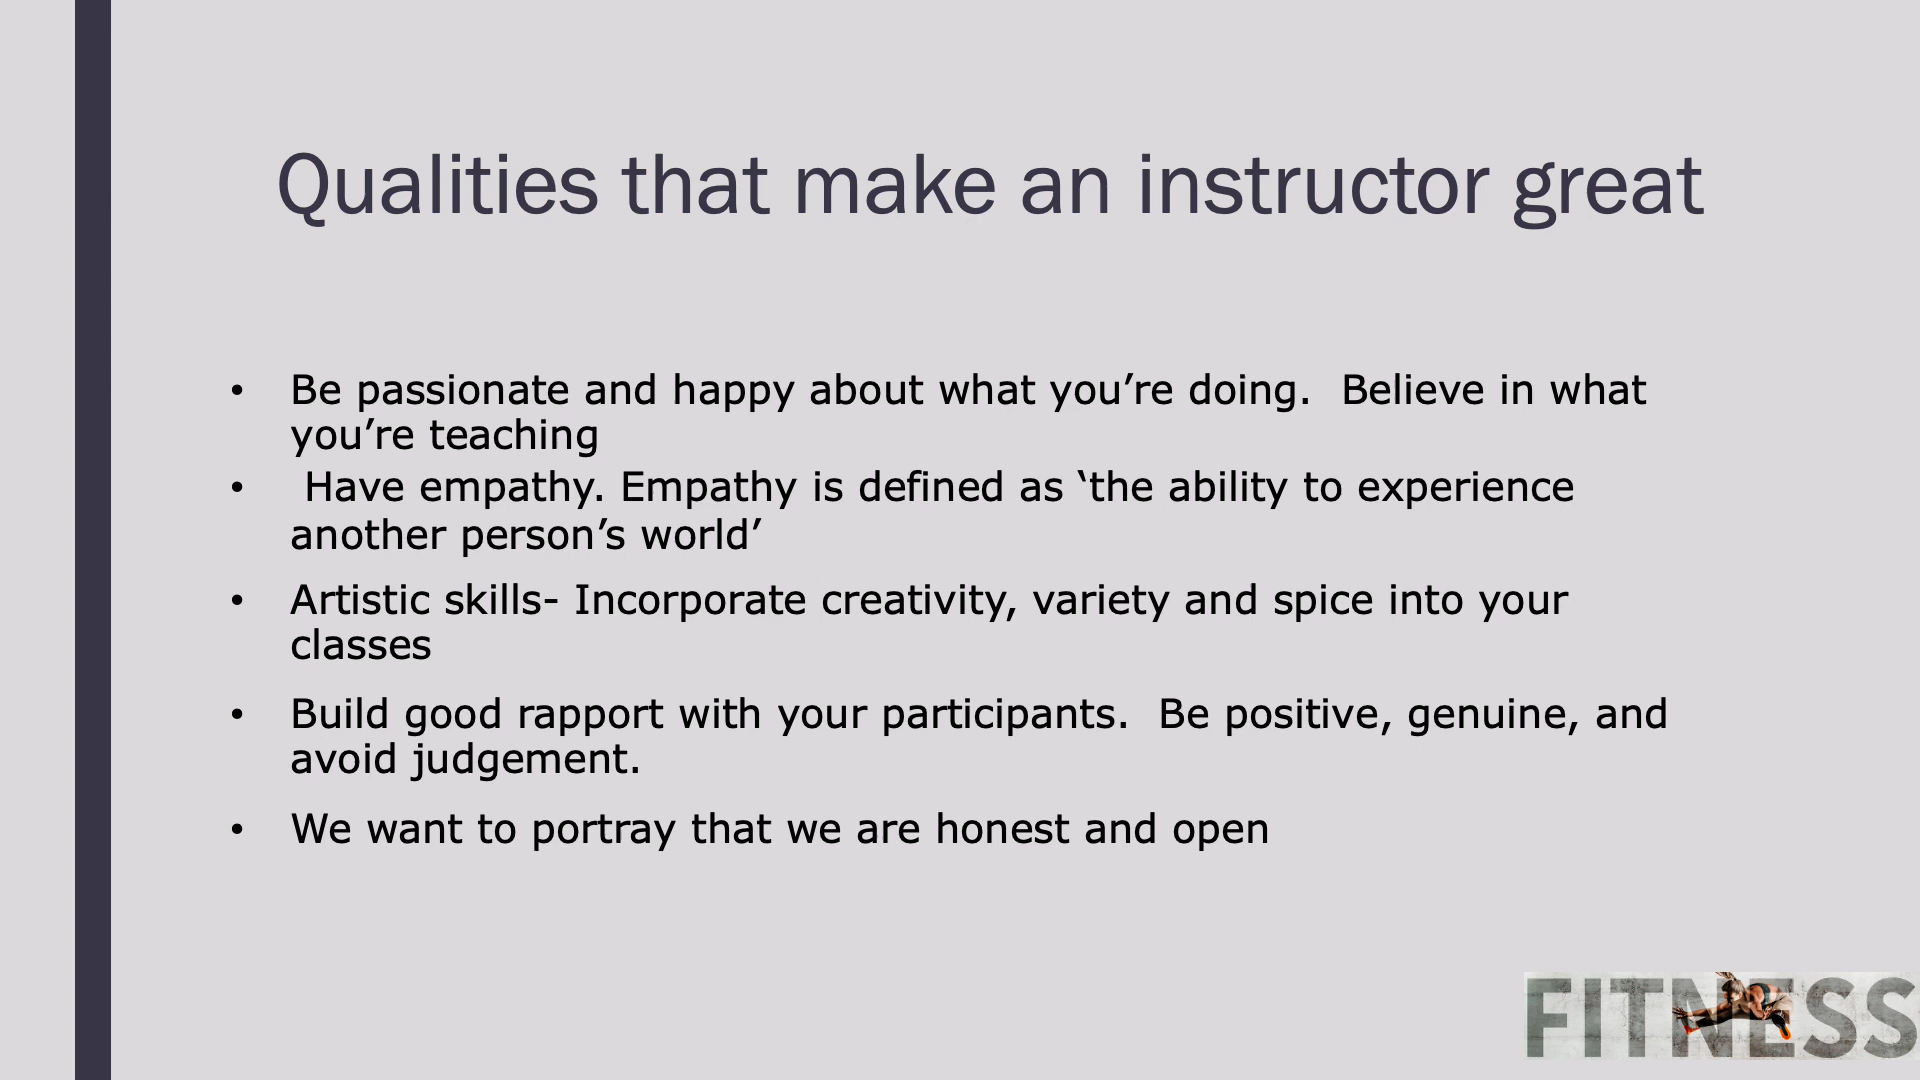 Qualities that make an instructor great
• Be passionate and happy about what you’re doing.  Believe in what
you’re teaching
•  Have empathy. Empathy is defined as ‘the ability to experience
another person’s world’
• Artistic skills- Incorporate creativity, variety and spice into your
classes
• Build good rapport with your participants.  Be positive, genuine, and
avoid judgement.
• We want to portray that we are honest and open
FITNESS